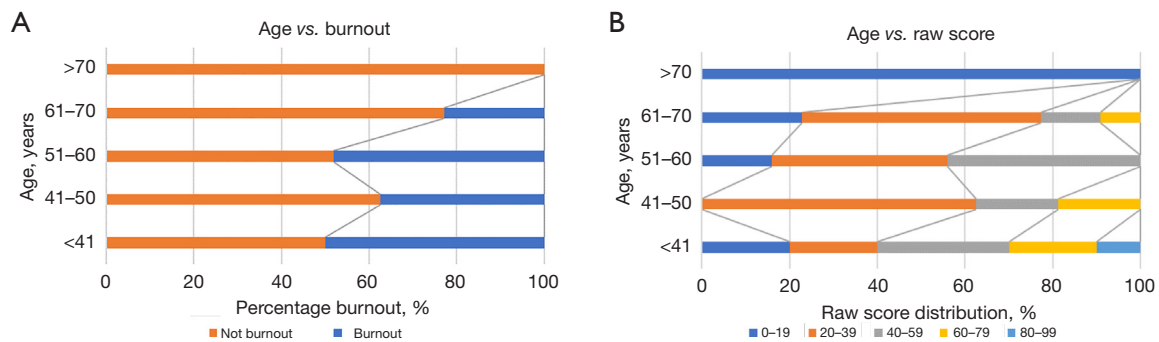 A
Age vs. burnout
>70
61–70
51–60
41–50
<41
Age, years
0 20 40 60 80 100
Percentage burnout, %
Not burnout Burnout
B
Age vs. raw score
>70
61–70
51–60
41–50
<41
Age, years
0 20 40 60 80 100
Raw score distribution, %
0–19 20–39 40–59 60–79 80–99